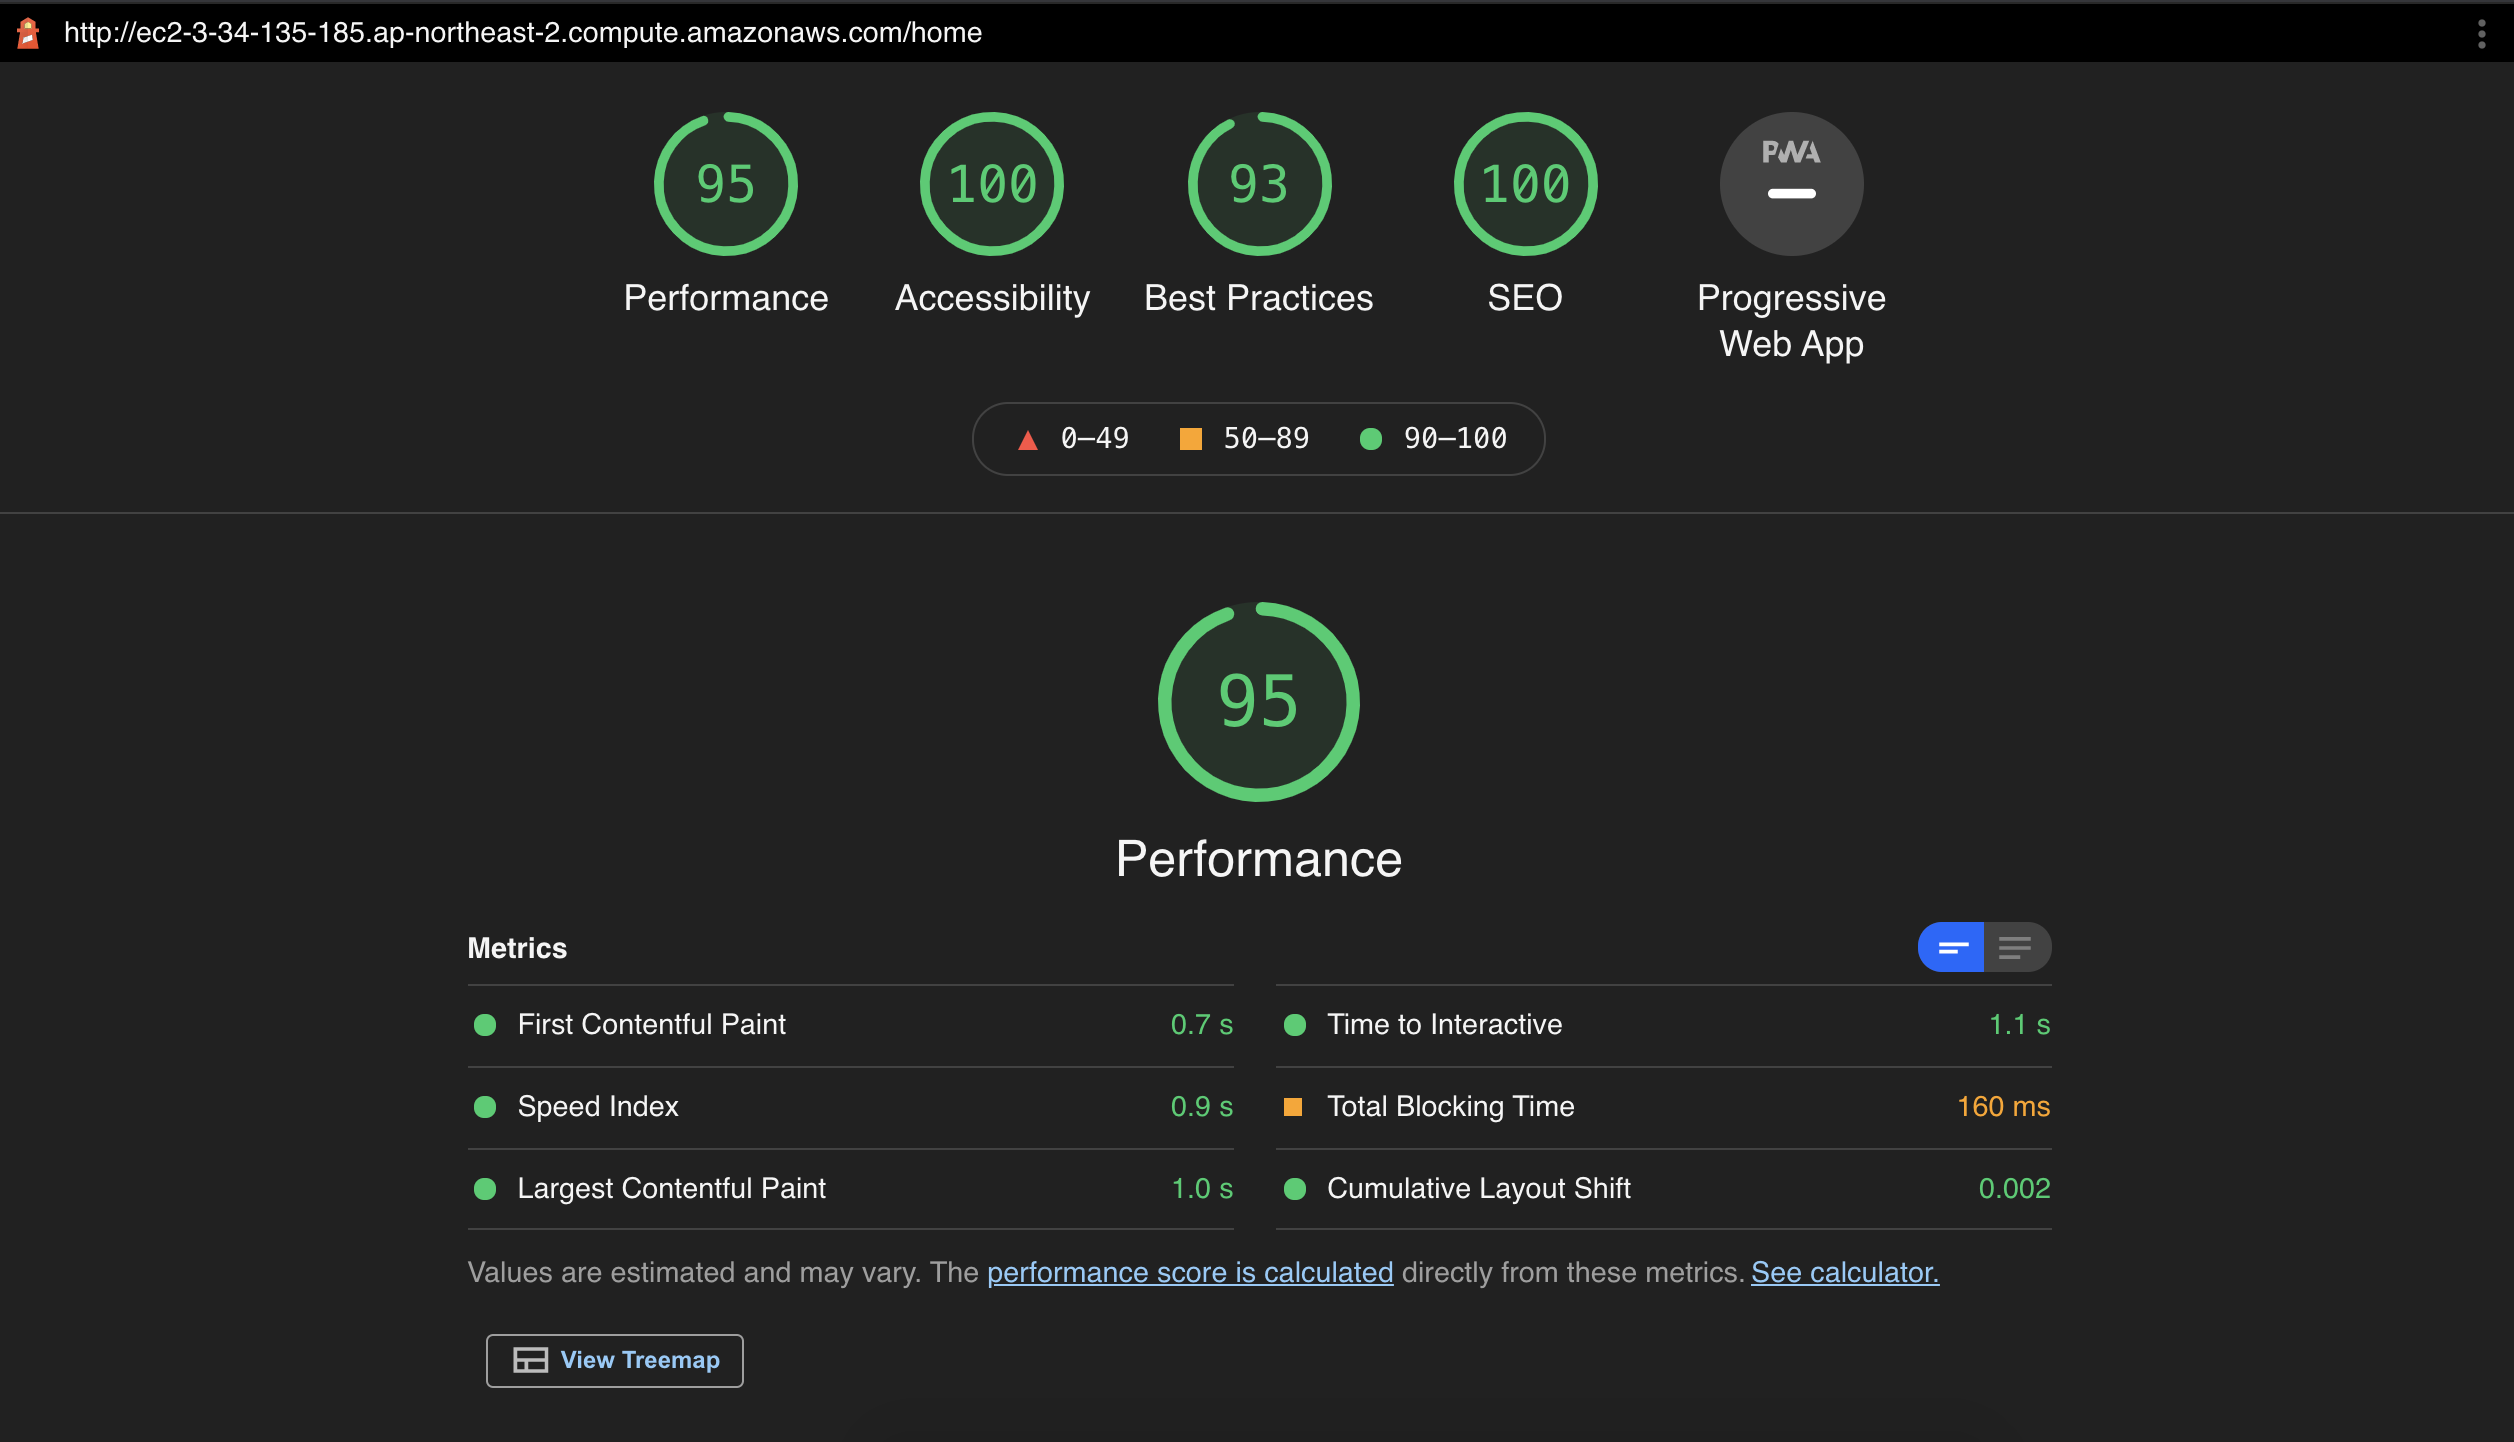 http://ec2-3-34-135-185.ap-northeast-2.compute.amazonaws.com/home
95
Performance
100
Accessibility
93
Best Practices
100
SEO
PWA
Progressive
Web App
0–49
50–89
90–100
95
Performance
Metrics
First Contentful Paint 0.7 s
Time to Interactive 1.1 s
Speed Index 0.9 s
Total Blocking Time 160 ms
Largest Contentful Paint 1.0 s
Cumulative Layout Shift 0.002
Values are estimated and may vary. The performance score is calculated directly from these metrics. See calculator.
View Treemap